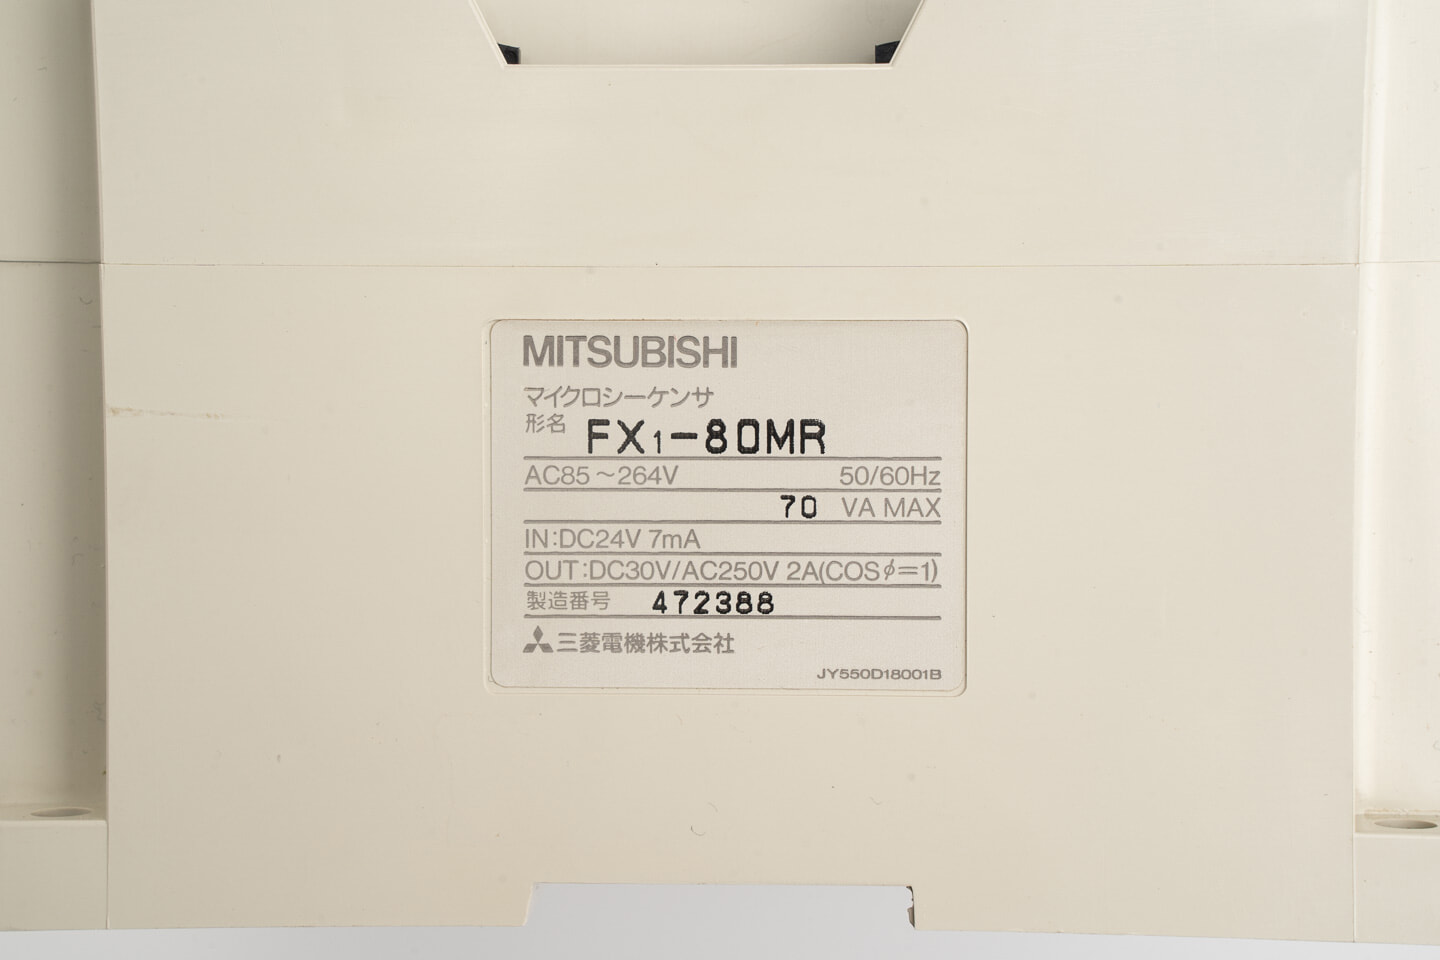 MITSUBISHI
マイクロシーケンサ
形名 FX1-80MR
AC85～264V 50/60Hz
70 VA MAX
IN:DC24V 7mA
OUT:DC30V/AC250V 2A(COSφ=1)
製造番号 472388
三菱電機株式会社
JY550D18001B